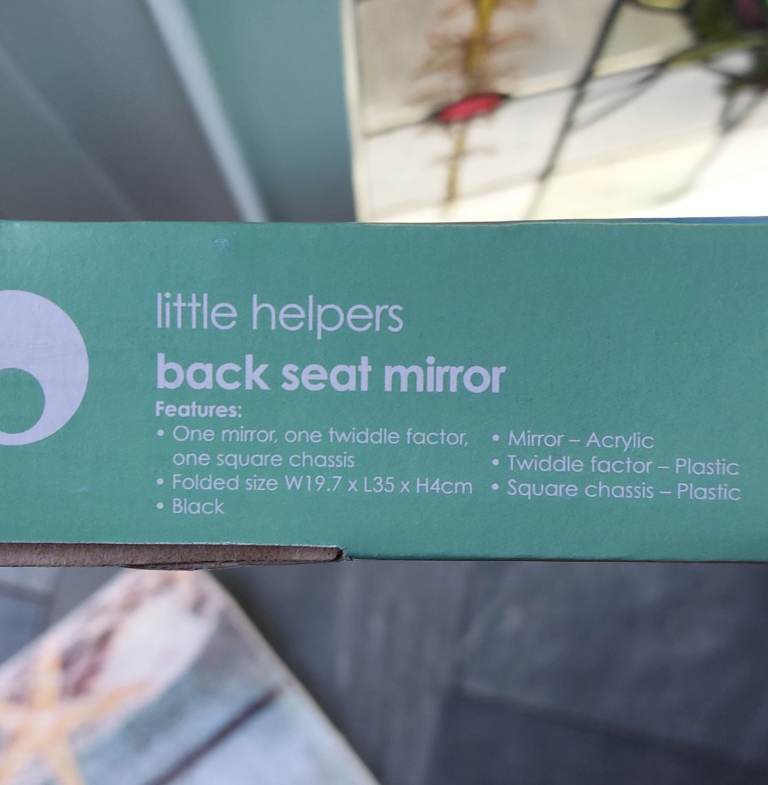 little helpers
back seat mirror
Features:
• One mirror, one twiddle factor,
one square chassis
• Folded size W19.7 x L35 x H4cm
• Black
• Mirror – Acrylic
• Twiddle factor – Plastic
• Square chassis – Plastic